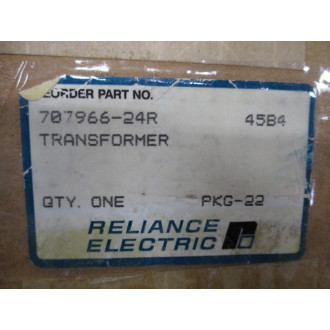 EORDER PART NO.
707966-24R 45B4
TRANSFORMER
QTY. ONE PKG-22
RELIANCE
ELECTRIC